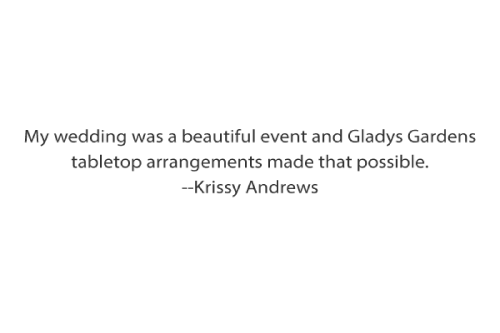 My wedding was a beautiful event and Gladys Gardens
tabletop arrangements made that possible.
--Krissy Andrews